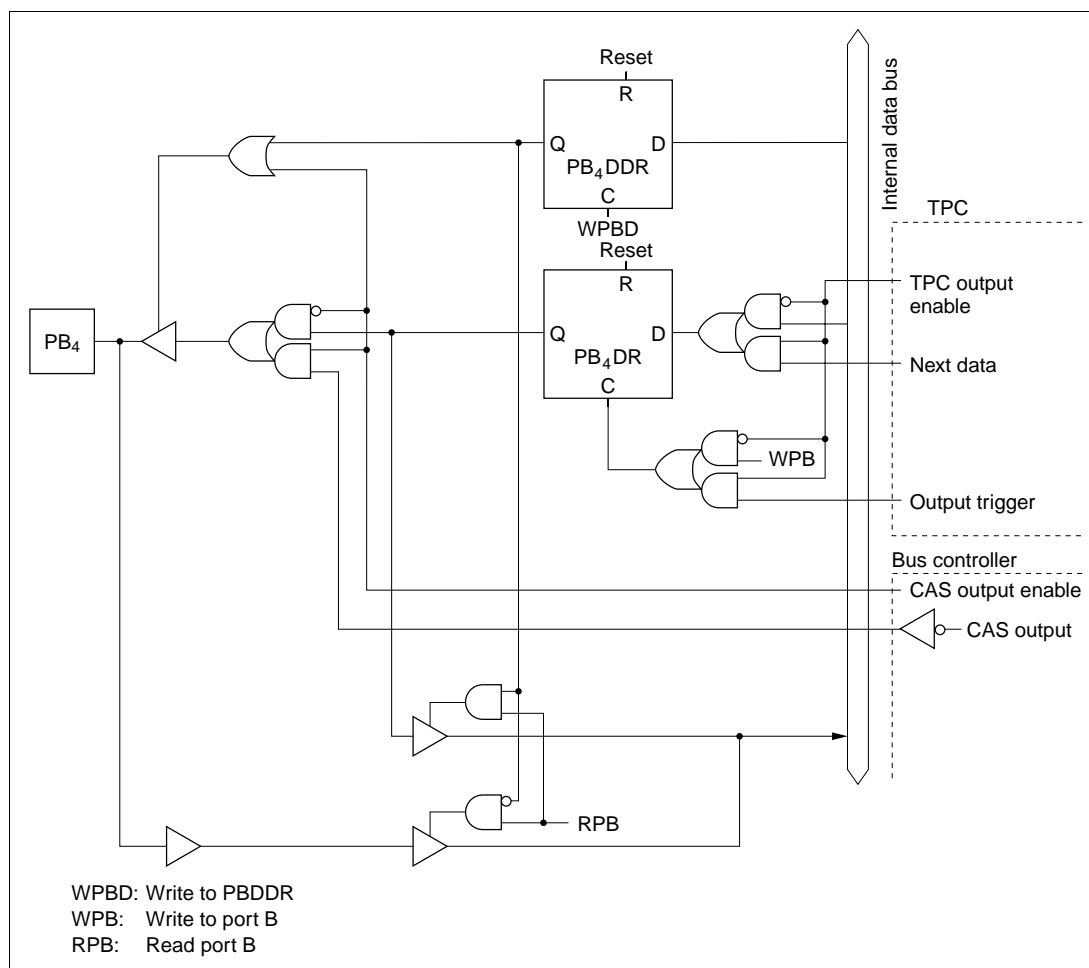 Reset
R
Q
D
PB4DDR
C
WPBD
Internal data bus
TPC
Reset
R
Q
D
PB4DR
C
TPC output
enable
PB4
Next data
WPB
Output trigger
Bus controller
CAS output enable
CAS output
RPB
WPBD: Write to PBDDR
WPB: Write to port B
RPB: Read port B